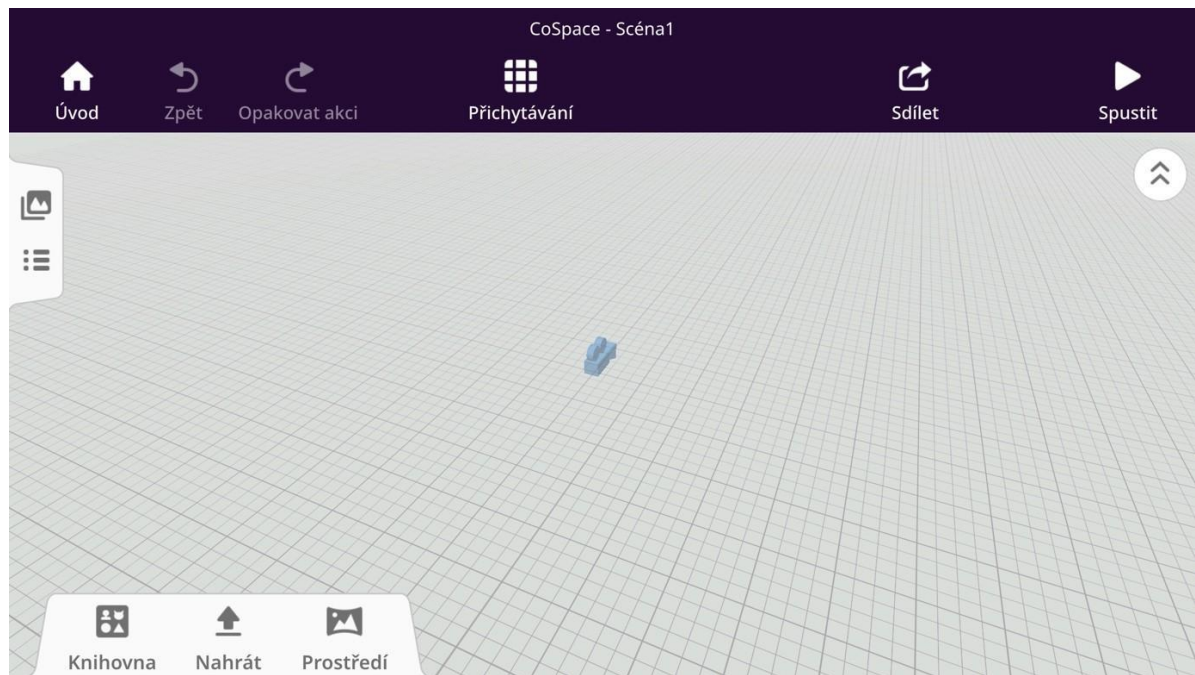 CoSpace - Scéna1
Úvod
Zpět
Opakovat akci
Přichytávání
Sdílet
Spustit
Knihovna
Nahrát
Prostředí